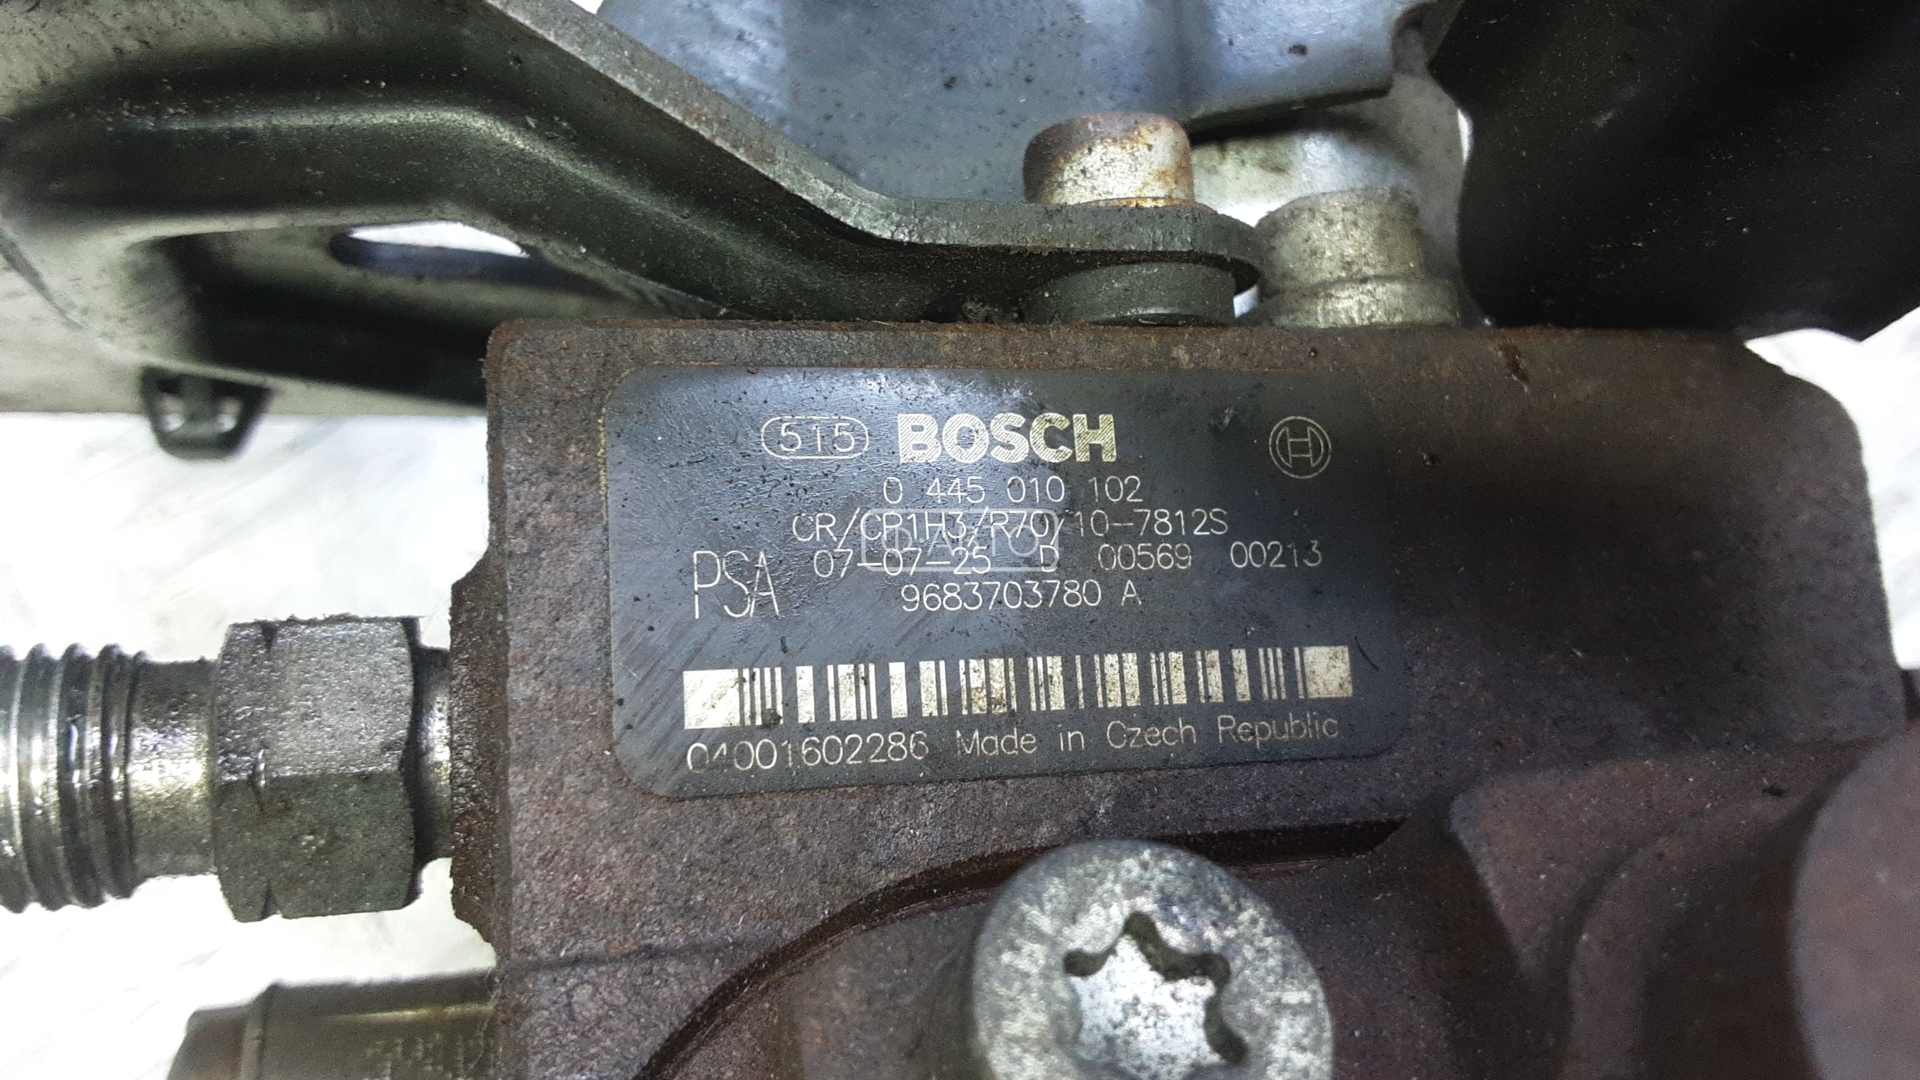 515 BOSCH
0 445 010 102
CR/CP1H3/R70/10-7812S
PSA 07-07-25 D 00569 00213
9683703780 A
04001602286 Made in Czech Republic